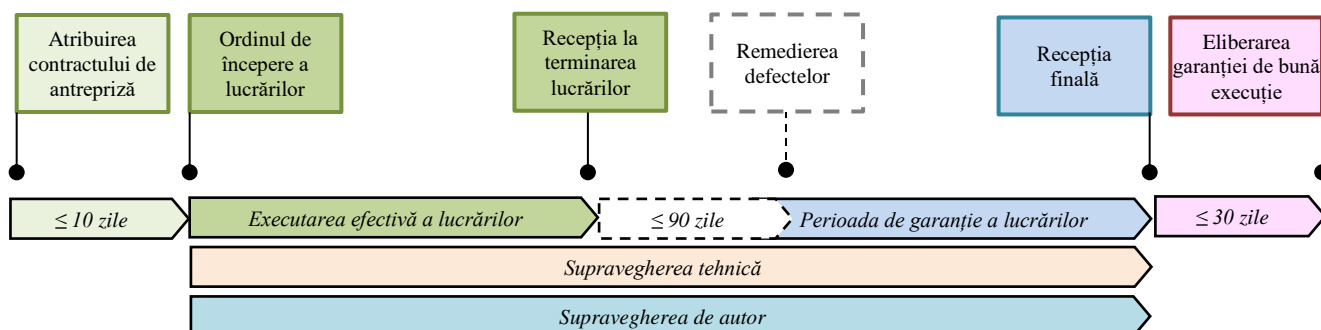 Atribuirea
contractului de
antrepriză
Ordinul de
începere a
lucrărilor
Recepția la
terminarea
lucrărilor
Remedierea
defectelor
Recepția
finală
Eliberarea
garanției de bună
execuție
≤ 10 zile
Executarea efectivă a lucrărilor
≤ 90 zile
Perioada de garanție a lucrărilor
≤ 30 zile
Supravegherea tehnică
Supravegherea de autor